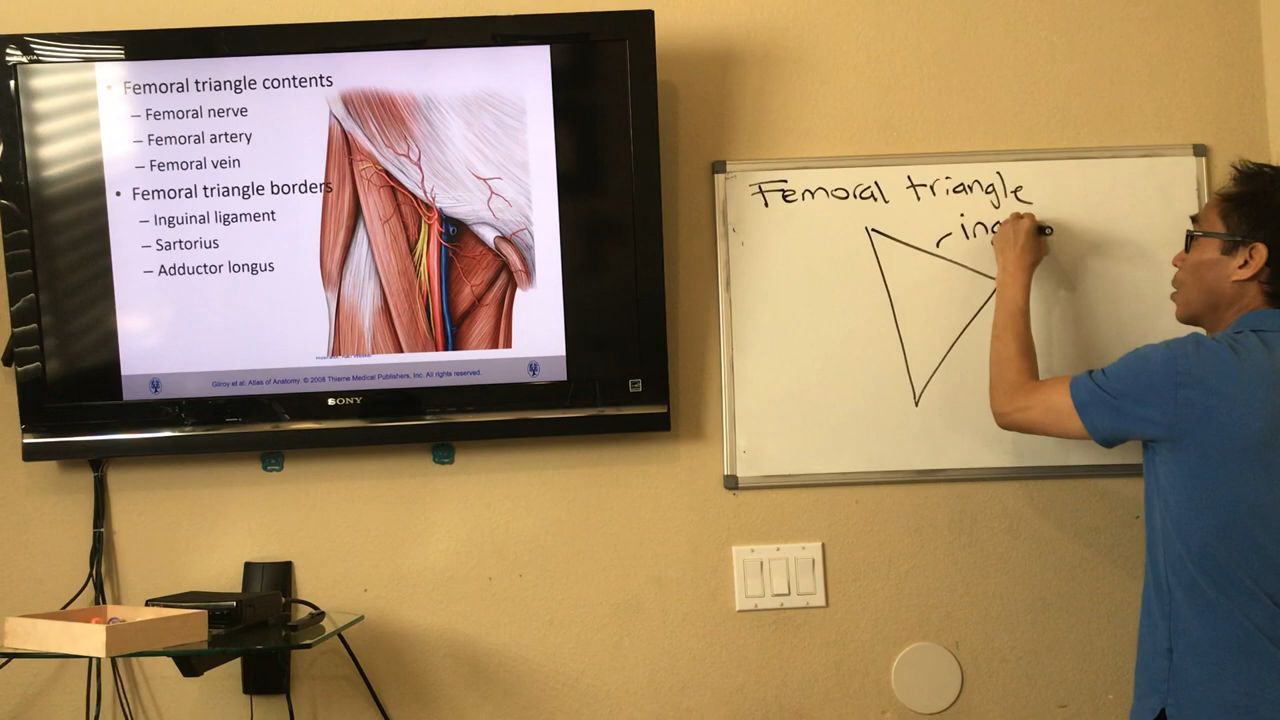 • Femoral triangle contents
– Femoral nerve
– Femoral artery
– Femoral vein
• Femoral triangle borders
– Inguinal ligament
– Sartorius
– Adductor longus
Gilroy et al: Atlas of Anatomy, © 2008 Thieme Medical Publishers, Inc. All rights reserved.
SONY
Femoral triangle